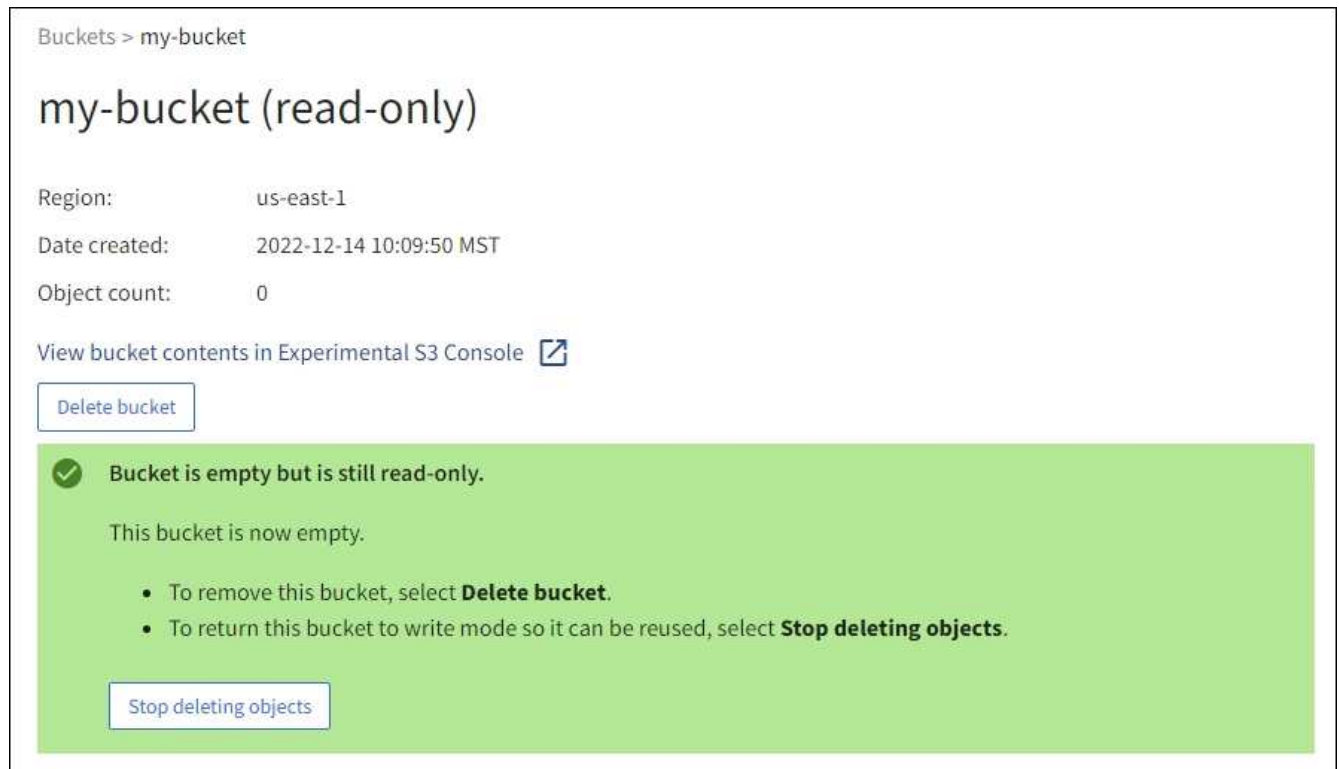 Buckets > my-bucket
my-bucket (read-only)
Region: us-east-1
Date created: 2022-12-14 10:09:50 MST
Object count: 0
View bucket contents in Experimental S3 Console
Delete bucket
Bucket is empty but is still read-only.
This bucket is now empty.
• To remove this bucket, select Delete bucket.
• To return this bucket to write mode so it can be reused, select Stop deleting objects.
Stop deleting objects